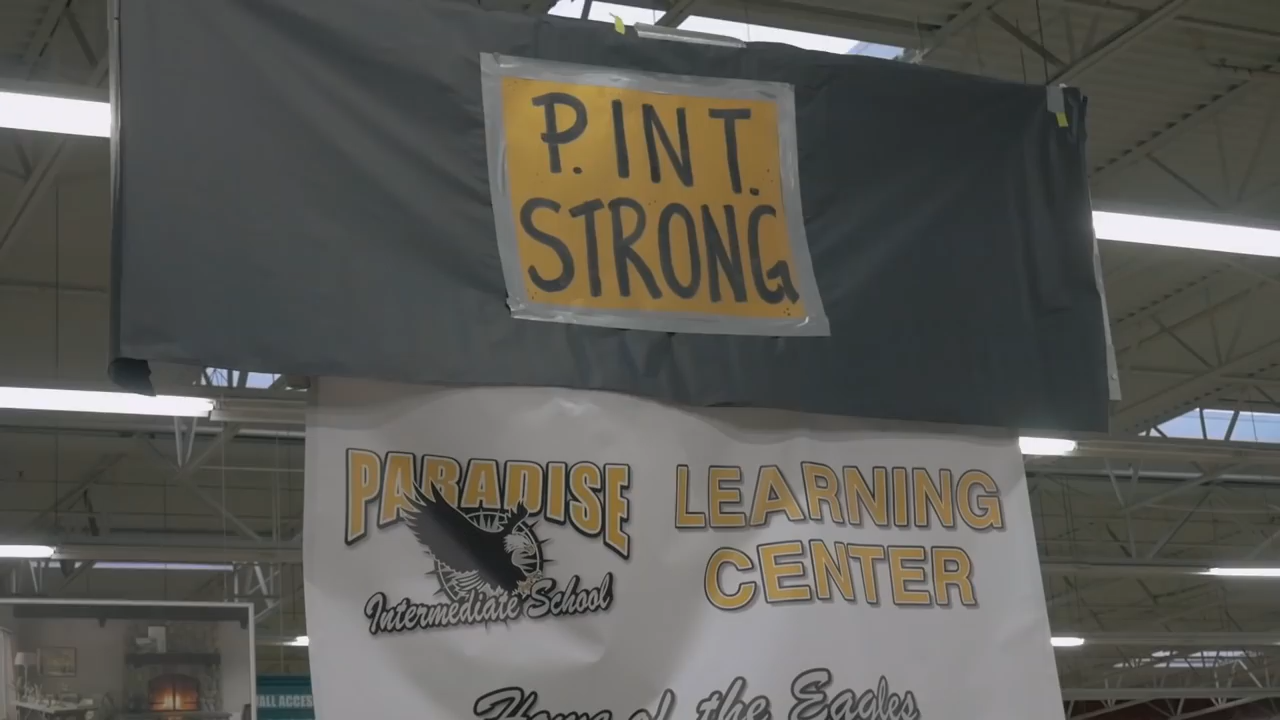 P. INT.
STRONG
PARADISE
Intermediate School
LEARNING
CENTER
Home of the Eagles